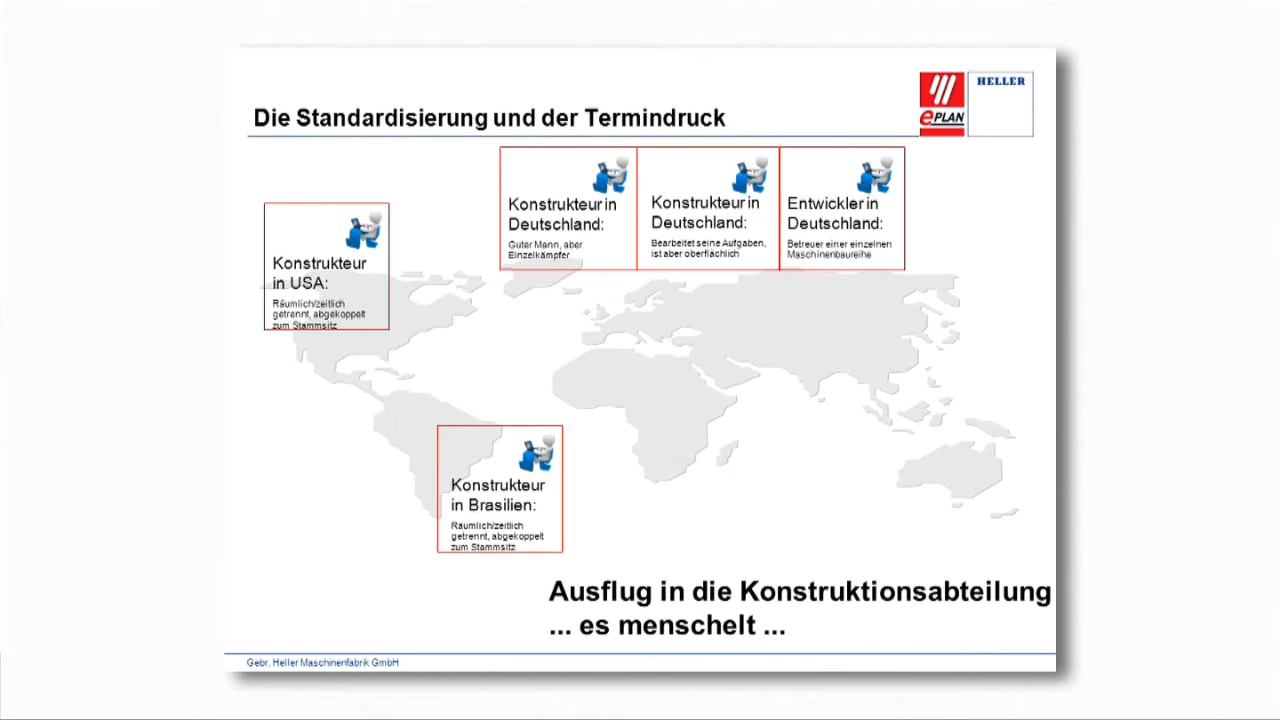 Die Standardisierung und der Termindruck
ePLAN
HELLER
Konstrukteur in
Deutschland:
Guter Mann, aber
Einzelkämpfer
Konstrukteur in
Deutschland:
Bearbeitet seine Aufgaben,
ist aber oberflächlich
Entwickler in
Deutschland:
Betreuer einer einzelnen
Maschinenbaureihe
Konstrukteur
in USA:
Räumlich/zeitlich
getrennt, abgekoppelt
zum Stammsitz
Konstrukteur
in Brasilien:
Räumlich/zeitlich
getrennt, abgekoppelt
zum Stammsitz
Ausflug in die Konstruktionsabteilung
... es menschelt ...
Gebr. Heller Maschinenfabrik GmbH